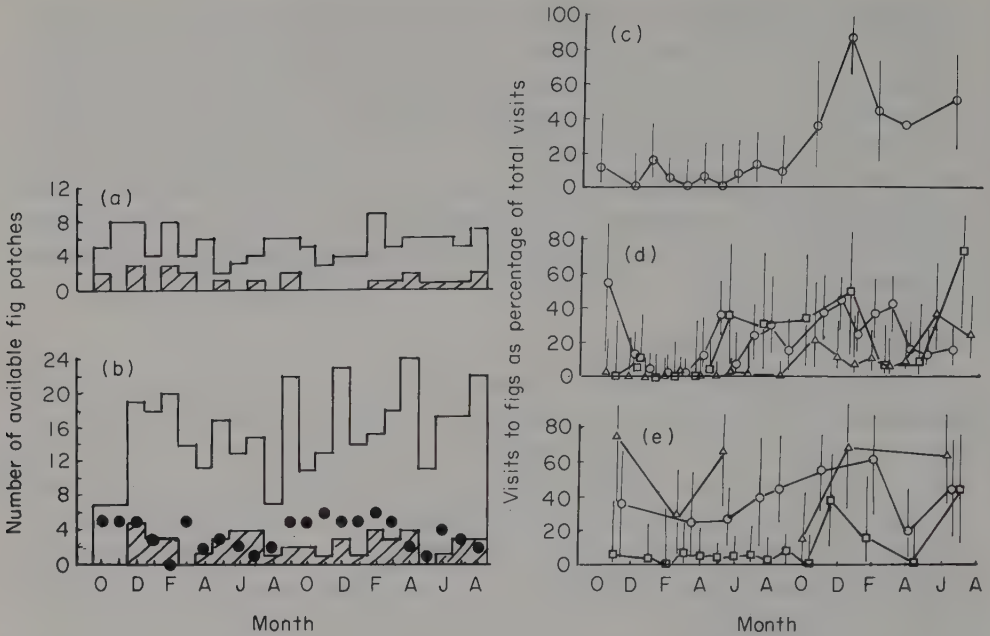 (a)
12
8
4
0
(b)
24
20
16
12
8
4
0
Number of available fig patches
O D F A J A O D F A J A
Month
(c)
100
80
60
40
20
0
(d)
80
60
40
20
0
(e)
80
60
40
20
0
Visits to figs as percentage of total visits
O D F A J A O D F A J A
Month